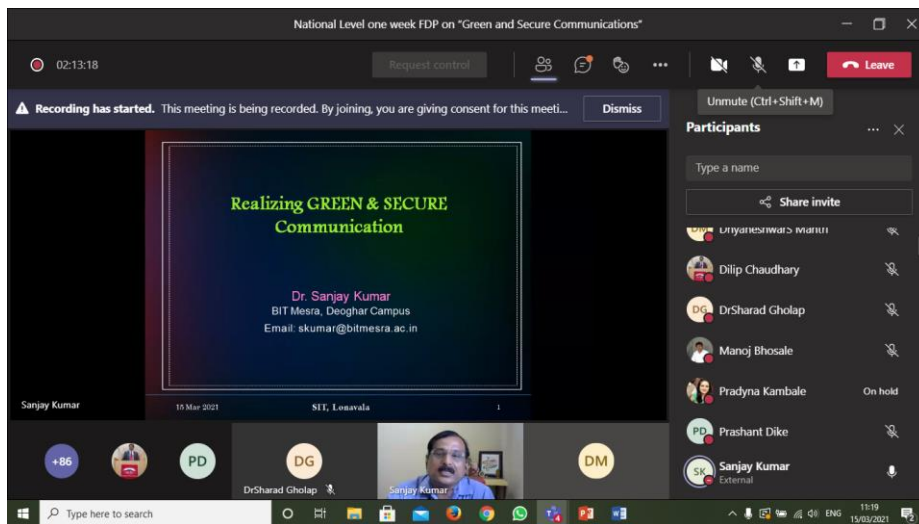 National Level one week FDP on "Green and Secure Communications"
02:13:18
Request control
Leave
Recording has started. This meeting is being recorded. By joining, you are giving consent for this meeti...
Dismiss
Unmute (Ctrl+Shift+M)
Participants
Type a name
Share invite
Realizing GREEN & SECURE
Communication
Dr. Sanjay Kumar
BIT Mesra, Deoghar Campus
Email: skumar@bitmesra.ac.in
Sanjay Kumar
15 Mar 2021
SIT, Lonavala
1
DM
Dilip Chaudhary
DG
DrSharad Gholap
Manoj Bhosale
Pradyna Kambale
On hold
PD
Prashant Dike
SK
Sanjay Kumar
External
+86
PD
DG
DrSharad Gholap
Sanjay Kumar
DM
Type here to search
ENG
11:19
15/03/2021